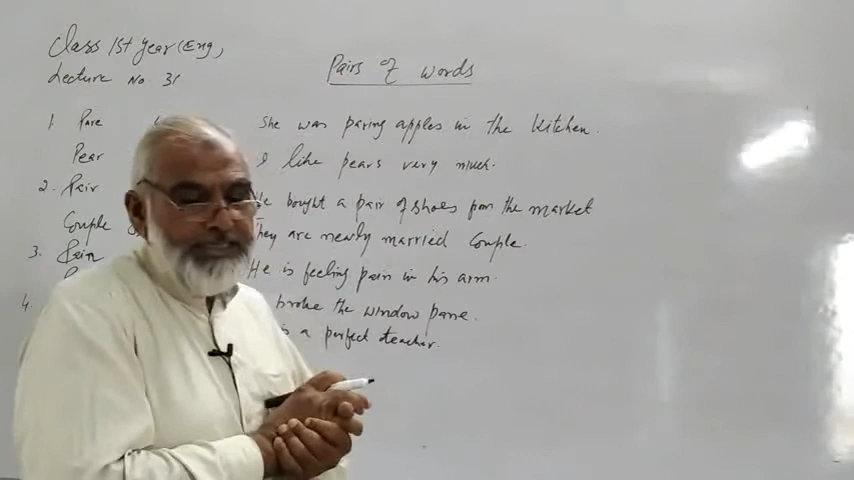 Class 1st year (Eng)
Lecture No 31
Pairs of words
1 Pare She was paring apples in the Kitchen.
Pear I like pears very much.
2. Pair He bought a pair of shoes from the market
Couple They are newly married Couple.
3. Pain He is feeling pain in his arm.
broke the window pane.
4. is a perfect teacher.